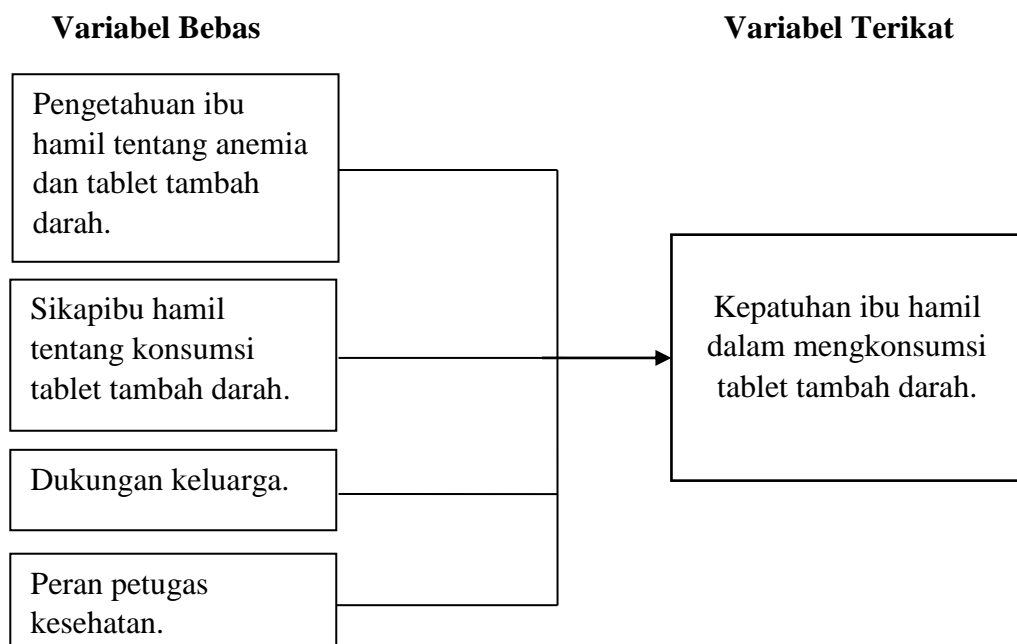 Variabel Bebas
Variabel Terikat
Pengetahuan ibu
hamil tentang anemia
dan tablet tambah
darah.
Sikapibu hamil
tentang konsumsi
tablet tambah darah.
Dukungan keluarga.
Peran petugas
kesehatan.
Kepatuhan ibu hamil
dalam mengkonsumsi
tablet tambah darah.